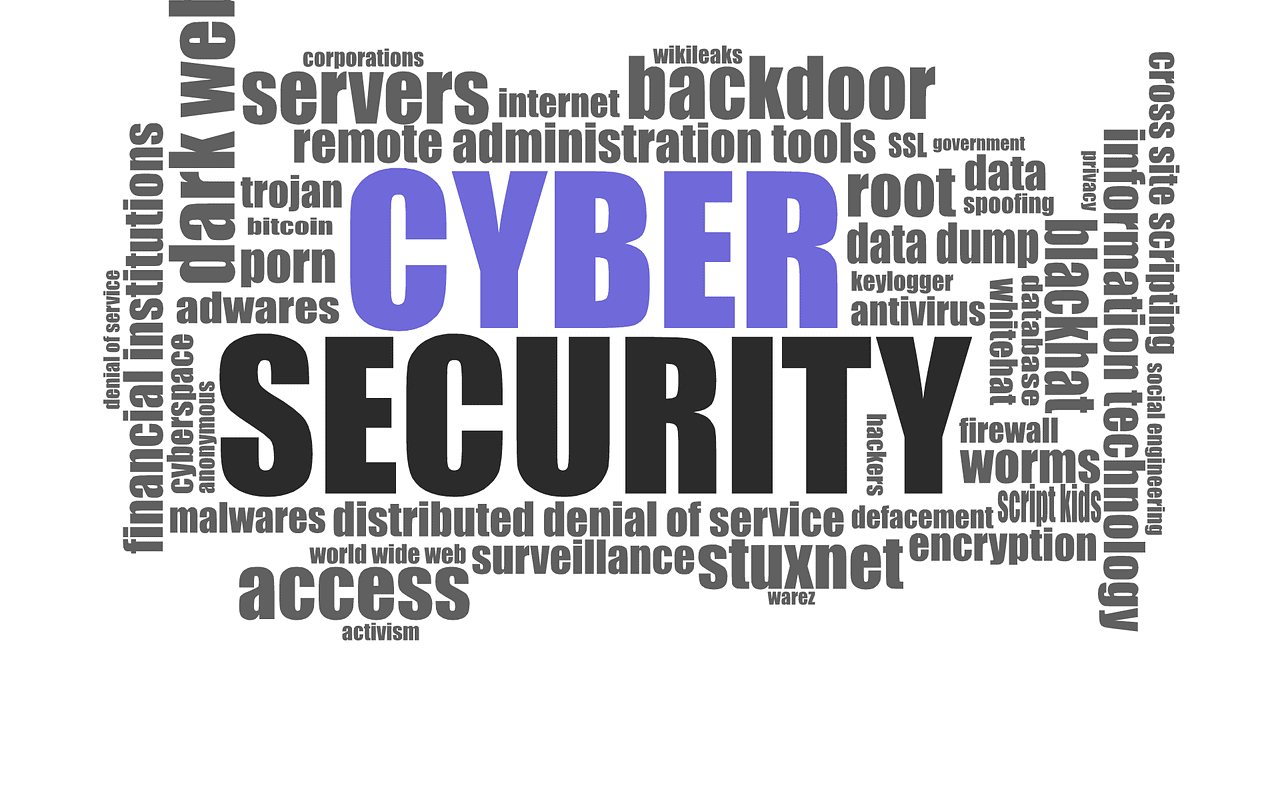 corporations
wikileaks
dark web
servers
internet
backdoor
remote administration tools
SSL
government
cross site scripting
information technology
privacy
trojan
CYBER
root
data
spoofing
bitcoin
data dump
blackhat
porn
keylogger
adwares
antivirus
whitehat
database
financial institutions
denial of service
cyberspace
anonymous
SECURITY
hackers
firewall
social engineering
worms
script kids
malwares
distributed denial of service
defacement
encryption
world wide web
surveillance
stuxnet
access
warez
activism